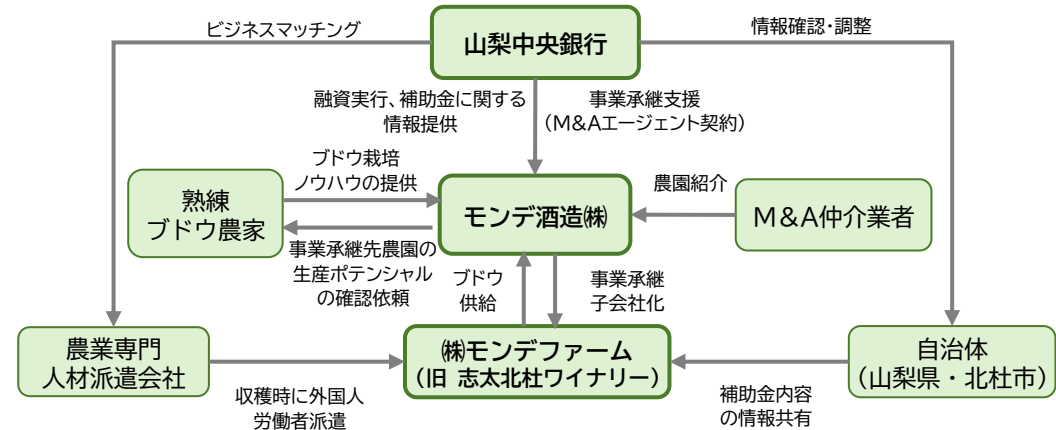 ビジネスマッチング
山梨中央銀行
情報確認・調整
融資実行、補助金に関する
情報提供
事業承継支援
（M&Aエージェント契約）
熟練
ブドウ農家
ブドウ栽培
ノウハウの提供
モンデ酒造㈱
農園紹介
M&A仲介業者
事業承継先農園の
生産ポテンシャル
の確認依頼
ブドウ
供給
事業承継
子会社化
農業専門
人材派遣会社
㈱モンデファーム
（旧 志太北杜ワイナリー）
自治体
（山梨県・北杜市）
収穫時に外国人
労働者派遣
補助金内容
の情報共有